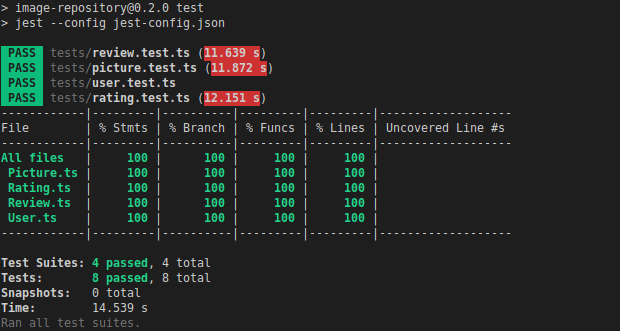 > image-repository@0.2.0 test
> jest --config jest-config.json
PASS tests/review.test.ts (11.639 s)
PASS tests/picture.test.ts (11.872 s)
PASS tests/user.test.ts
PASS tests/rating.test.ts (12.151 s)
------------|---------|----------|---------|---------|-------------------
File        | % Stmts | % Branch | % Funcs | % Lines | Uncovered Line #s
------------|---------|----------|---------|---------|-------------------
All files   |     100 |      100 |     100 |     100 |
 Picture.ts |     100 |      100 |     100 |     100 |
 Rating.ts  |     100 |      100 |     100 |     100 |
 Review.ts  |     100 |      100 |     100 |     100 |
 User.ts    |     100 |      100 |     100 |     100 |
------------|---------|----------|---------|---------|-------------------
Test Suites: 4 passed, 4 total
Tests:       8 passed, 8 total
Snapshots:   0 total
Time:        14.539 s
Ran all test suites.